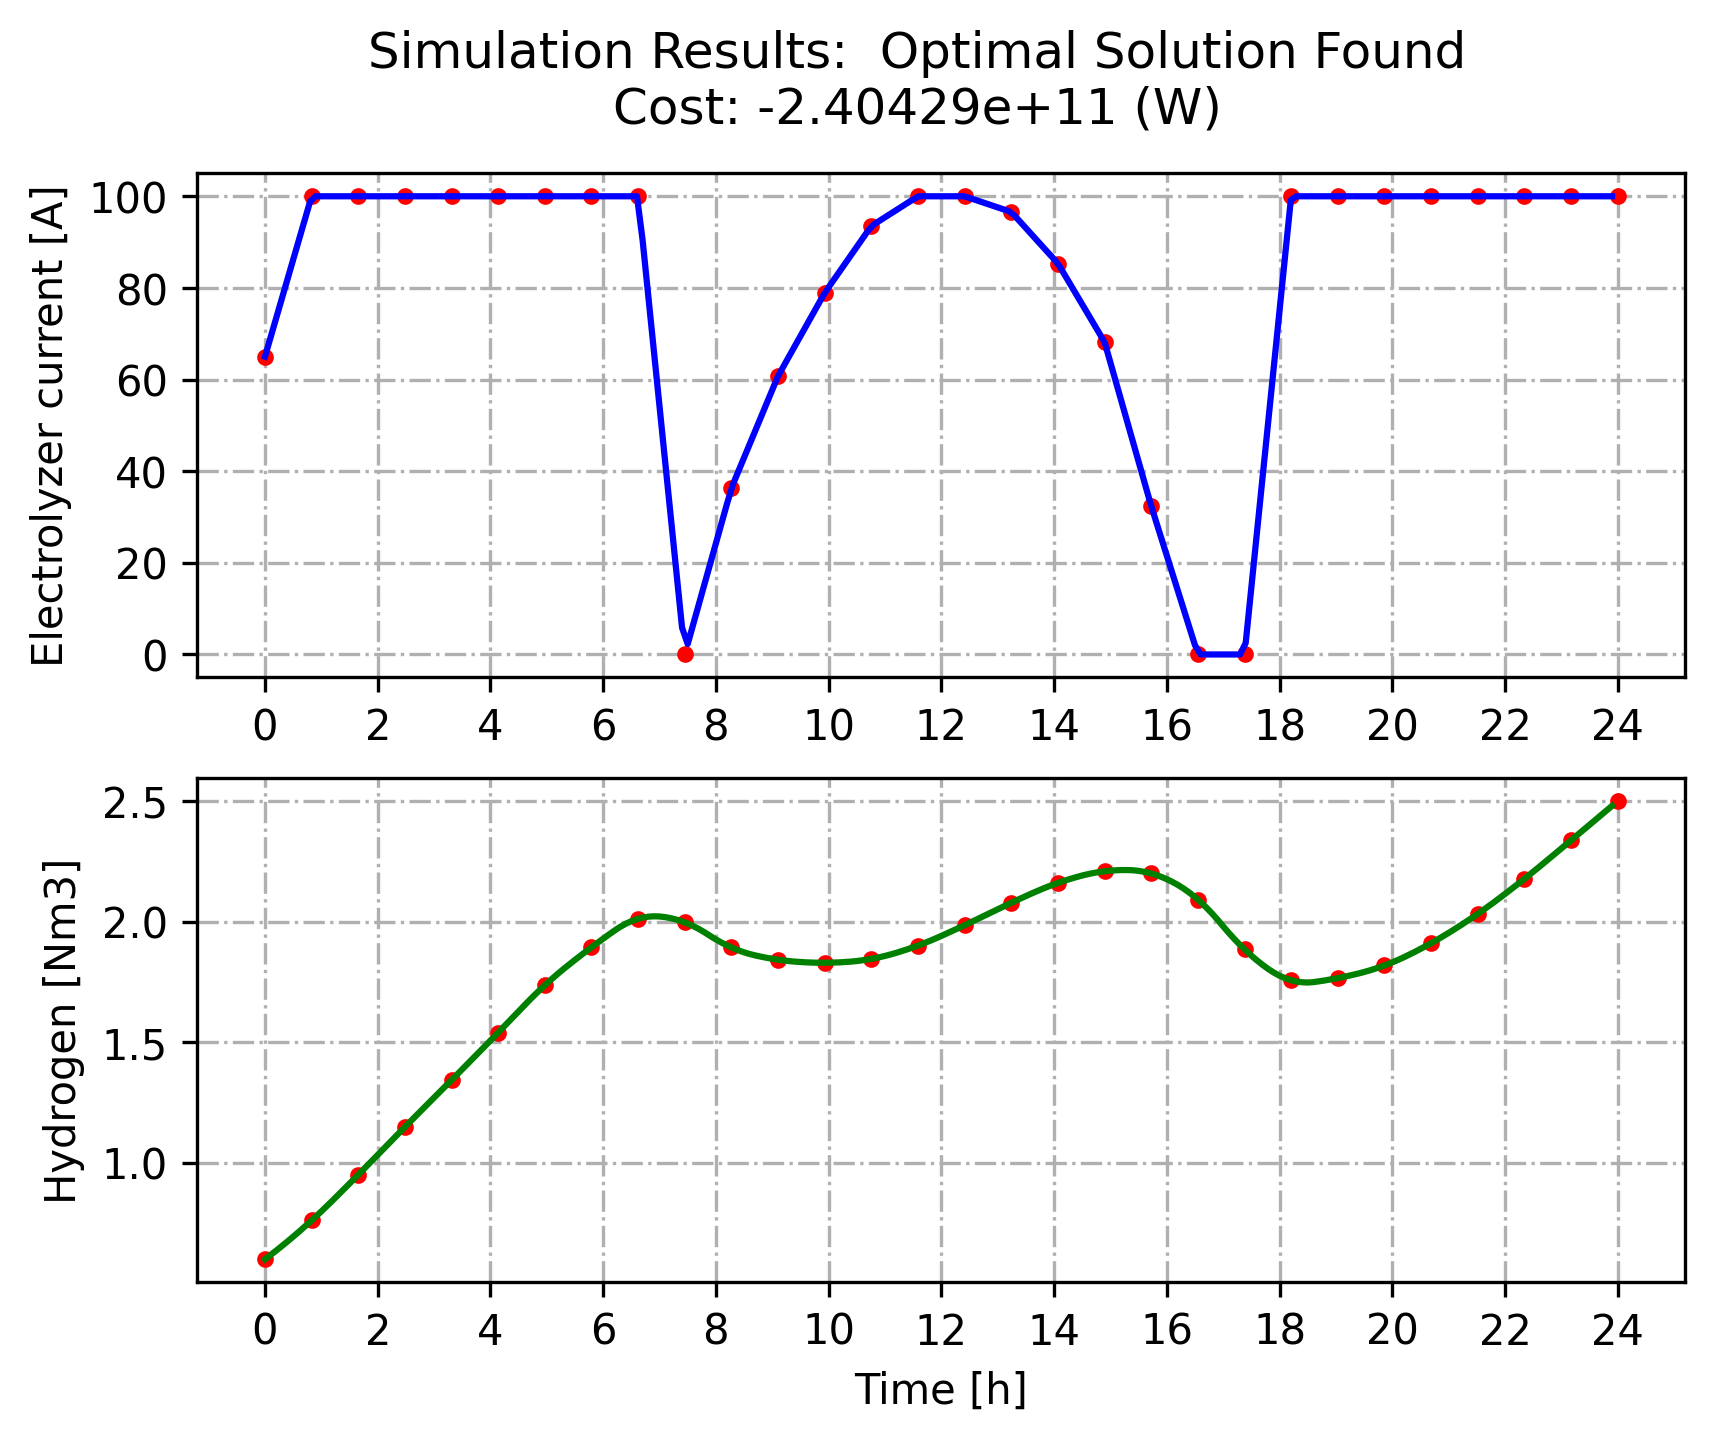 Simulation Results:  Optimal Solution Found
Cost: -2.40429e+11 (W)
Electrolyzer current [A]
100
80
60
40
20
0
0 2 4 6 8 10 12 14 16 18 20 22 24
Hydrogen [Nm3]
2.5
2.0
1.5
1.0
0 2 4 6 8 10 12 14 16 18 20 22 24
Time [h]